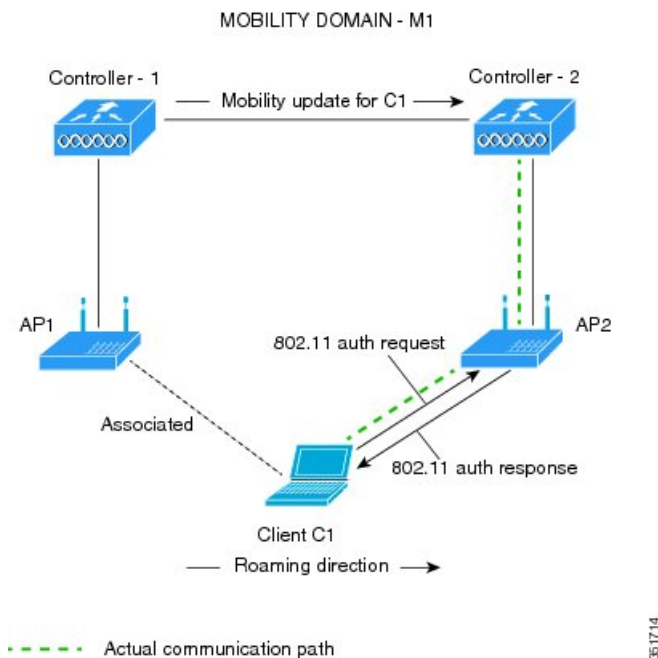 MOBILITY DOMAIN - M1
Controller - 1
Controller - 2
Mobility update for C1
AP1
AP2
802.11 auth request
Associated
802.11 auth response
Client C1
Roaming direction
Actual communication path
351714